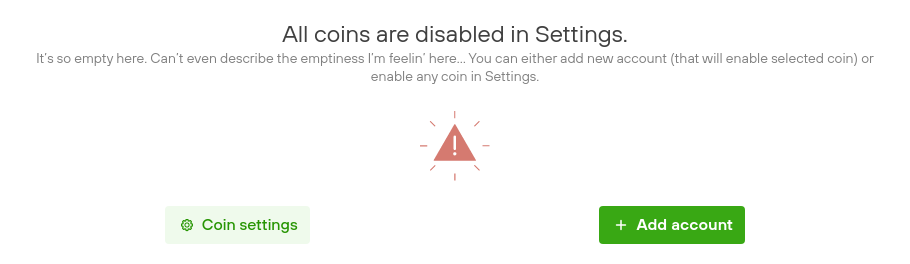 All coins are disabled in Settings.
It's so empty here. Can't even describe the emptiness I'm feelin' here... You can either add new account (that will enable selected coin) or
enable any coin in Settings.
Coin settings
Add account